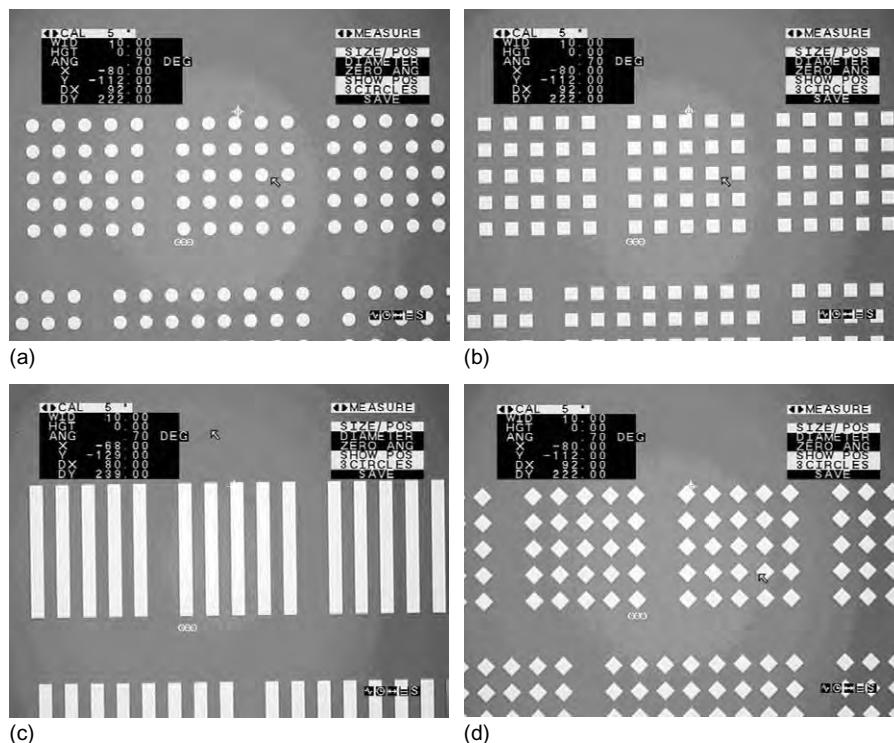 CAL 5 * MEASURE
WID 10.00
HGT 0.00 SIZE/POS
ANG .70 DEG DIAMETER
X -80.00 ZERO ANG
Y -112.00 SHOW POS
DX 92.00 3CIRCLES
DY 222.00 SAVE
(a)
CAL 5 * MEASURE
WID 10.00
HGT 0.00 SIZE/POS
ANG .70 DEG DIAMETER
X -80.00 ZERO ANG
Y -112.00 SHOW POS
DX 92.00 3CIRCLES
DY 222.00 SAVE
(b)
CAL 5 * MEASURE
WID 10.00
HGT 0.00 SIZE/POS
ANG .70 DEG DIAMETER
X -68.00 ZERO ANG
Y -129.00 SHOW POS
DX 80.00 3CIRCLES
DY 239.00 SAVE
(c)
CAL 5 * MEASURE
WID 10.00
HGT 0.00 SIZE/POS
ANG .70 DEG DIAMETER
X -80.00 ZERO ANG
Y -112.00 SHOW POS
DX 92.00 3CIRCLES
DY 222.00 SAVE
(d)